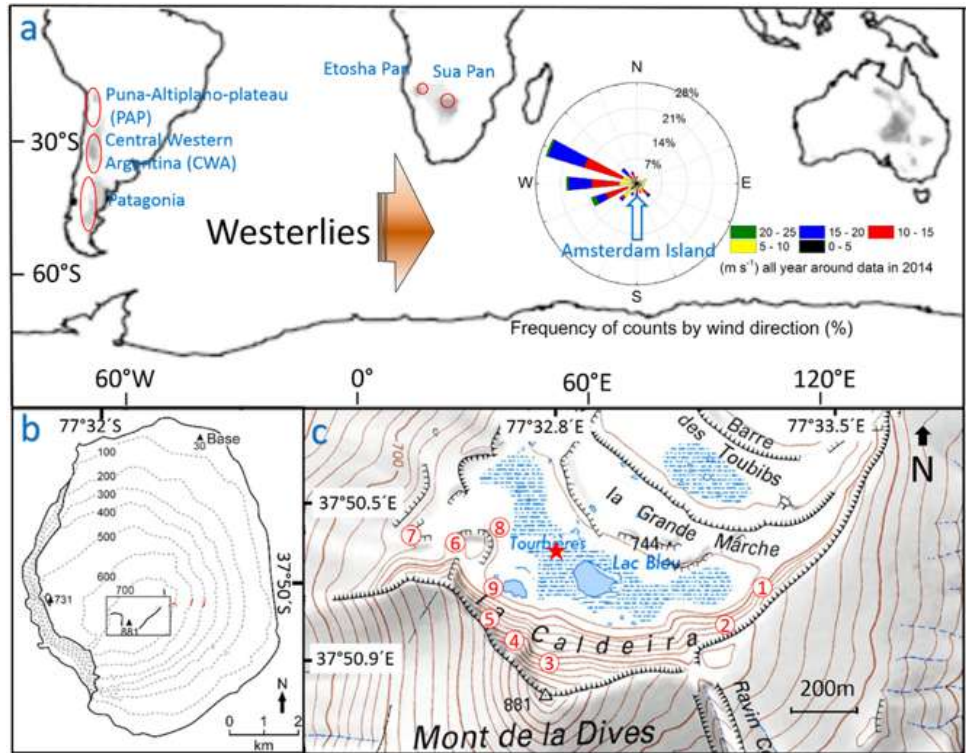 a
Etosha Pan
Sua Pan
Puna-Altiplano-plateau
(PAP)
Central Western
Argentina (CWA)
Patagonia
30°S
60°S
Westerlies
N
28%
21%
14%
7%
W
E
S
Amsterdam Island
20 - 25
15 - 20
10 - 15
5 - 10
0 - 5
(m s⁻¹) all year around data in 2014
Frequency of counts by wind direction (%)
60°W
0°
60°E
120°E
b
77°32´S
Base
30
100
200
300
400
500
600
700
731
881
37°50´S
N
0 1 2
km
c
77°32.8´E
77°33.5´E
37°50.5´E
37°50.9´E
700
Barre
des Toubibs
la Grande Marche
744
Tourbières
Lac Bleu
La Caldeira
1
2
3
4
5
6
7
8
9
881
Mont de la Dives
Ravin
200m
N